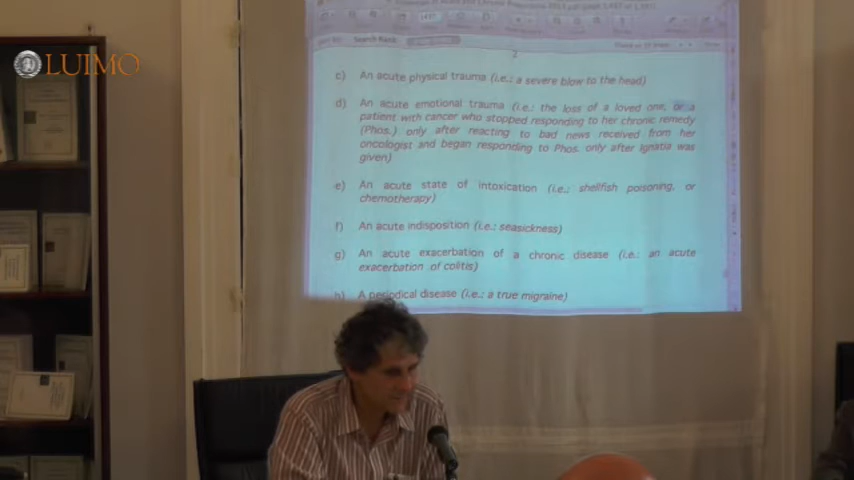 LUIMO
1497
Search Rank
c) An acute physical trauma (i.e.: a severe blow to the head)
d) An acute emotional trauma (i.e.: the loss of a loved one, or a
patient with cancer who stopped responding to her chronic remedy
(Phos.) only after reacting to bad news received from her
oncologist and began responding to Phos. only after Ignatia was
given)
e) An acute state of intoxication (i.e.: shellfish poisoning, or
chemotherapy)
f) An acute indisposition (i.e.: seasickness)
g) An acute exacerbation of a chronic disease (i.e.: an acute
exacerbation of colitis)
h) A periodical disease (i.e.: a true migraine)